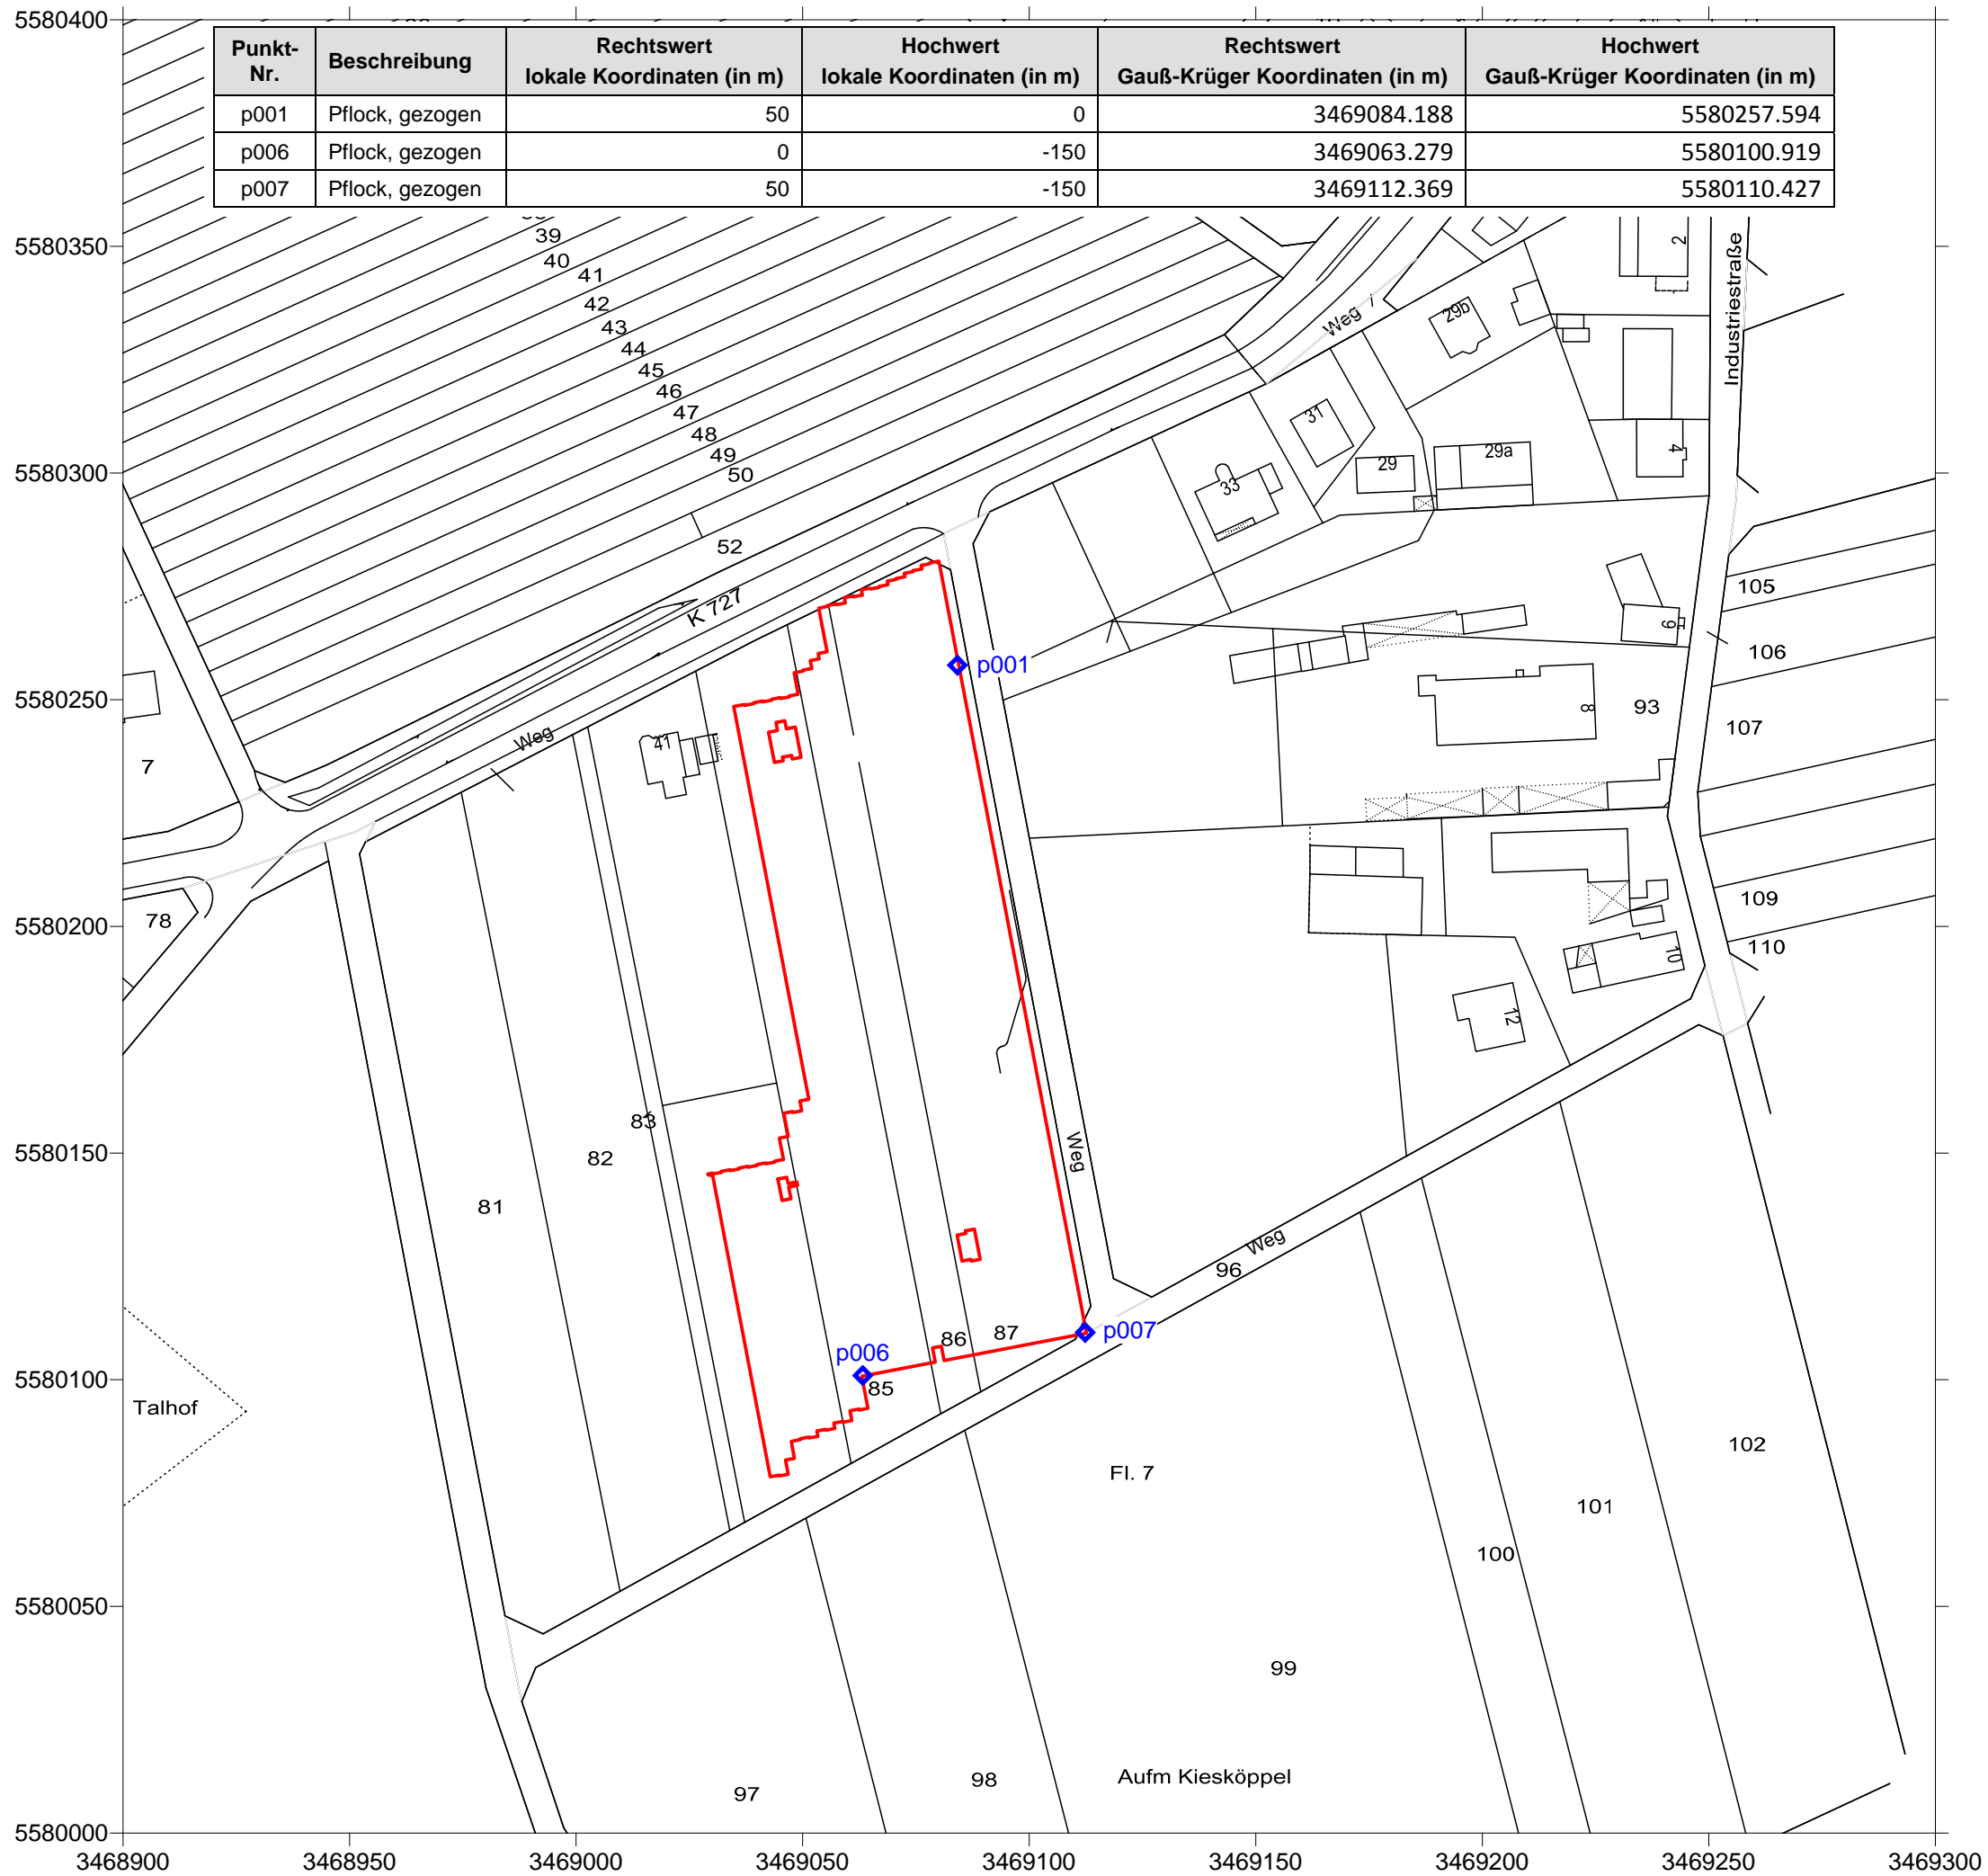 5580400
Punkt-Nr. Beschreibung Rechtswert lokale Koordinaten (in m) Hochwert lokale Koordinaten (in m) Rechtswert Gauß-Krüger Koordinaten (in m) Hochwert Gauß-Krüger Koordinaten (in m)
p001 Pflock, gezogen 50 0 3469084.188 5580257.594
p006 Pflock, gezogen 0 -150 3469063.279 5580100.919
p007 Pflock, gezogen 50 -150 3469112.369 5580110.427
39
2
5580350
40
41
Industriestraße
42
Weg
29b
43
44
45
46
31
47
48
4
49
29
29a
5580300
50
33
52
105
K 727
6
106
p001
5580250
93
8
107
Weg
41
7
109
5580200
78
110
10
12
83
5580150
Weg
82
81
Weg
96
86
87
p007
p006
5580100
85
Talhof
102
Fl. 7
101
100
5580050
99
Aufm Kiesköppel
98
97
5580000
3468900 3468950 3469000 3469050 3469100 3469150 3469200 3469250 3469300